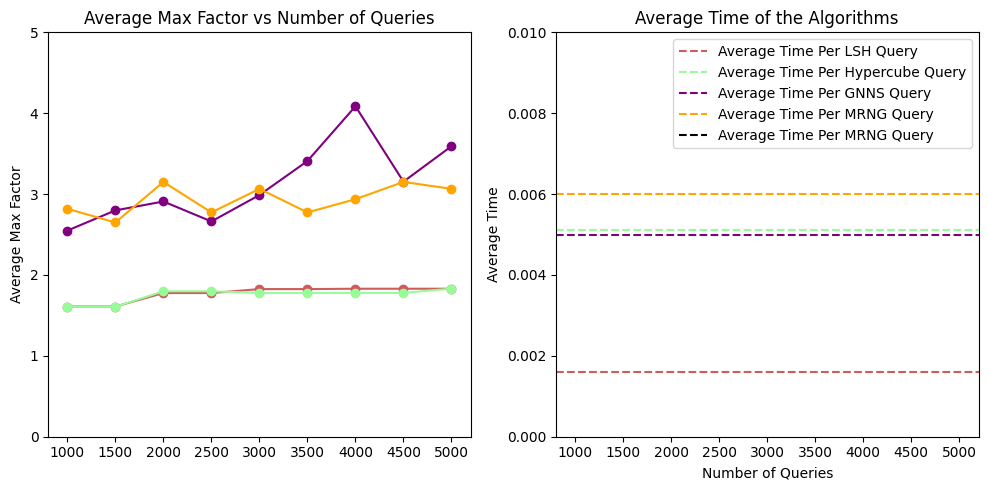 Average Max Factor vs Number of Queries
Average Max Factor
5
4
3
2
1
0
1000 1500 2000 2500 3000 3500 4000 4500 5000
Average Time of the Algorithms
Average Time
0.010
0.008
0.006
0.004
0.002
0.000
Average Time Per LSH Query
Average Time Per Hypercube Query
Average Time Per GNNS Query
Average Time Per MRNG Query
Average Time Per MRNG Query
1000 1500 2000 2500 3000 3500 4000 4500 5000
Number of Queries